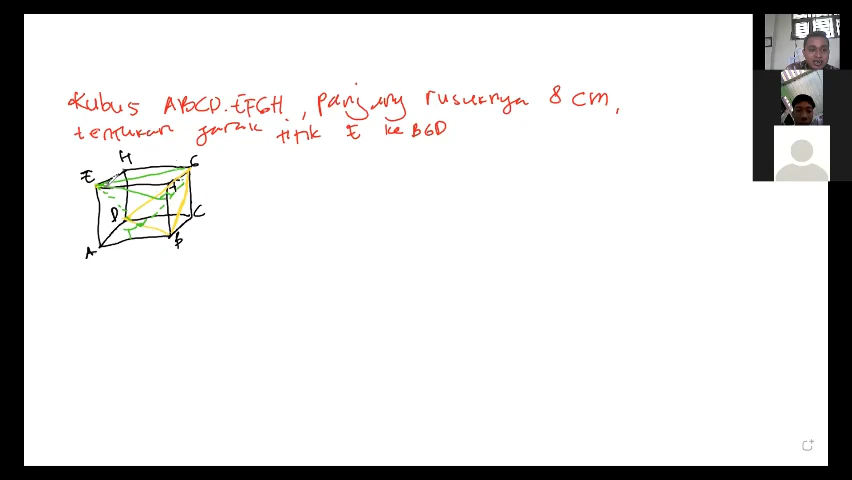 Kubus ABCD.EFGH, panjang rusuknya 8 cm,
tentukan jarak titik E ke BGD
H
G
E
F
D
C
A
B